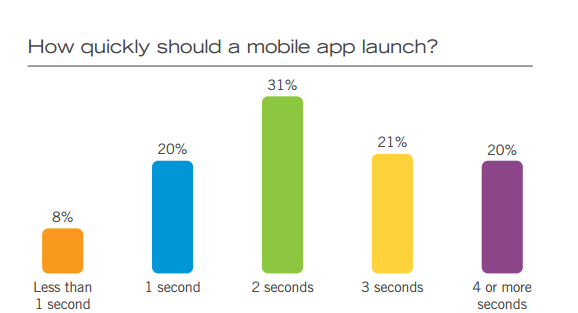 How quickly should a mobile app launch?
31%
21%
20%
20%
8%
Less than
1 second
1 second
2 seconds
3 seconds
4 or more
seconds